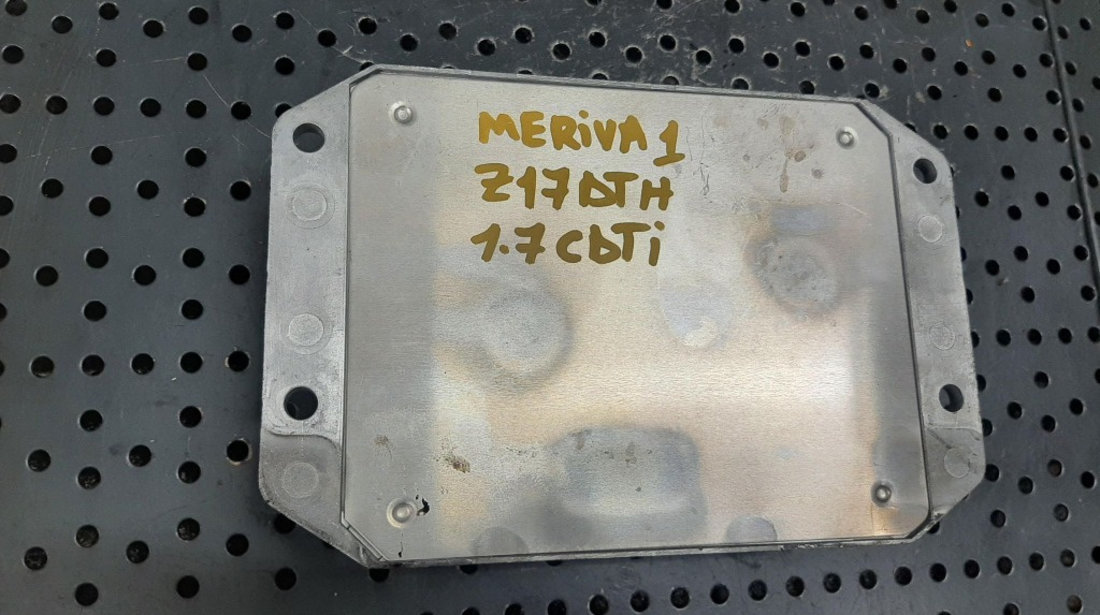 MERiVA 1
Z17DTH
1.7CDTi